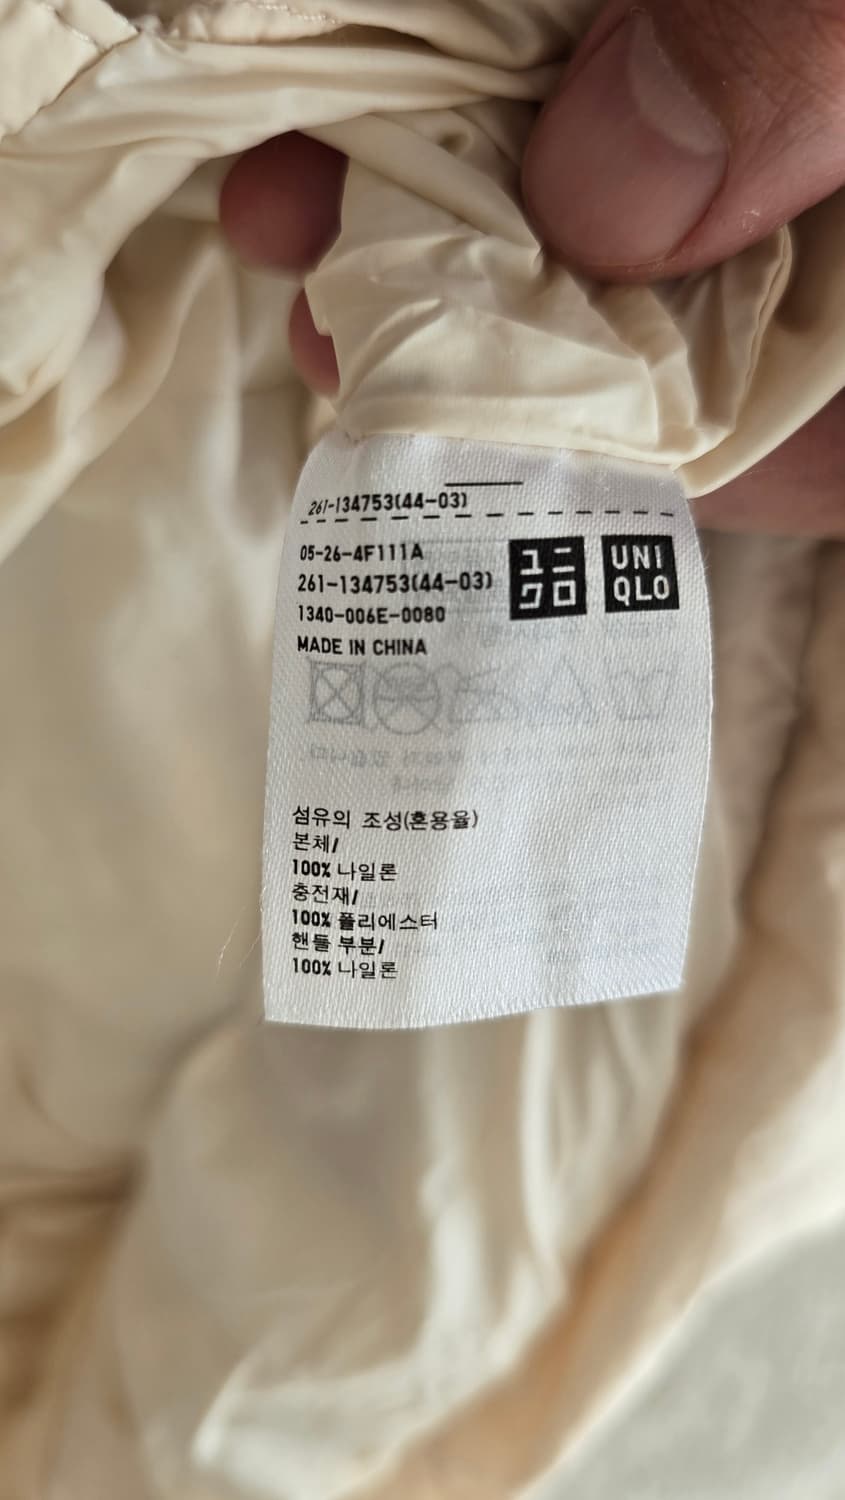 261-134753(44-03)
05-26-4F111A
261-134753(44-03)
1340-006E-0080
MADE IN CHINA
ユニ
クロ
UNI
QLO
섬유의 조성(혼용율)
본체/
100% 나일론
충전재/
100% 폴리에스터
핸들 부분/
100% 나일론